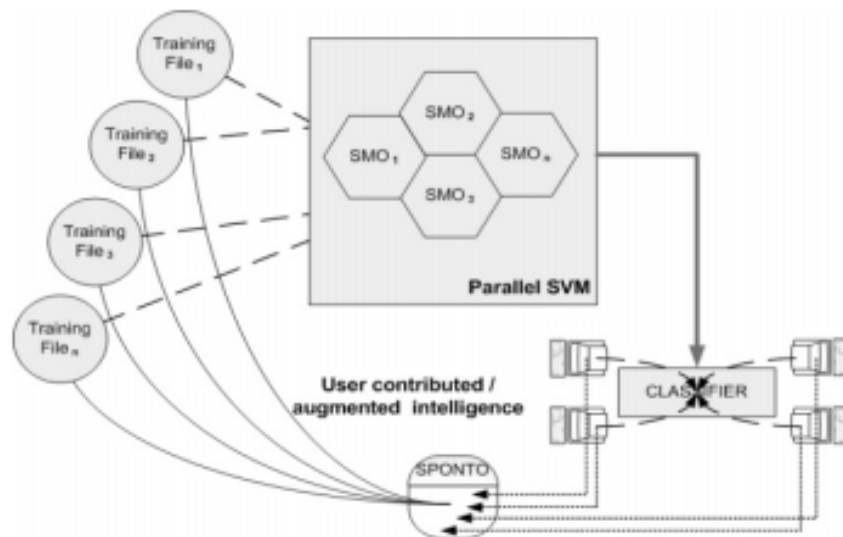 Training
File 1
Training
File 2
Training
File 3
Training
File n
SMO 2
SMO 1
SMO n
SMO 3
Parallel SVM
User contributed /
augmented intelligence
CLASSIFIER
SPONTO